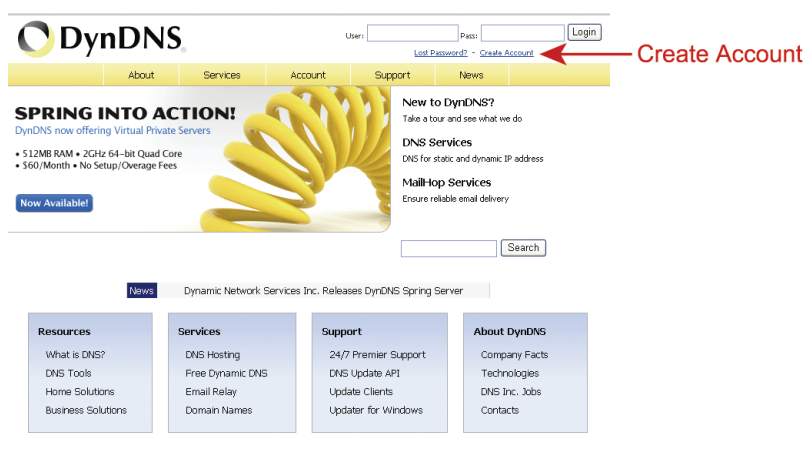 DynDNS
User: Pass: Login
Lost Password? - Create Account
Create Account
About Services Account Support News
SPRING INTO ACTION!
DynDNS now offering Virtual Private Servers
• 512MB RAM • 2GHz 64-bit Quad Core
• $60/Month • No Setup/Overage Fees
Now Available!
New to DynDNS?
Take a tour and see what we do
DNS Services
DNS for static and dynamic IP address
MailHop Services
Ensure reliable email delivery
Search
News Dynamic Network Services Inc. Releases DynDNS Spring Server
Resources
What is DNS?
DNS Tools
Home Solutions
Business Solutions
Services
DNS Hosting
Free Dynamic DNS
Email Relay
Domain Names
Support
24/7 Premier Support
DNS Update API
Update Clients
Updater for Windows
About DynDNS
Company Facts
Technologies
DNS Inc. Jobs
Contacts